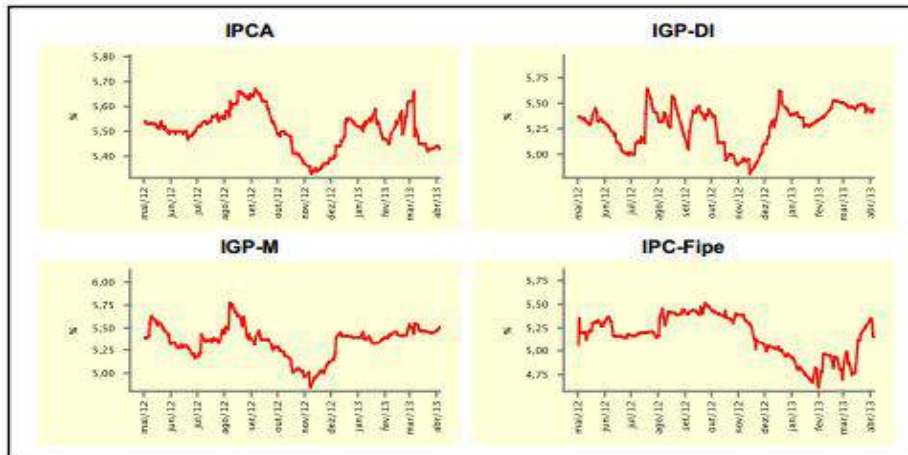 IPCA
5,80
5,70
5,60
5,50
5,40
%
mai/12
jun/12
jul/12
ago/12
set/12
out/12
nov/12
dez/12
jan/13
fev/13
mar/13
abr/13
IGP-DI
5,75
5,50
5,25
5,00
%
mai/12
jun/12
jul/12
ago/12
set/12
out/12
nov/12
dez/12
jan/13
fev/13
mar/13
abr/13
IGP-M
6,00
5,75
5,50
5,25
5,00
%
mai/12
jun/12
jul/12
ago/12
set/12
out/12
nov/12
dez/12
jan/13
fev/13
mar/13
abr/13
IPC-Fipe
5,75
5,50
5,25
5,00
4,75
%
mai/12
jun/12
jul/12
ago/12
set/12
out/12
nov/12
dez/12
jan/13
fev/13
mar/13
abr/13